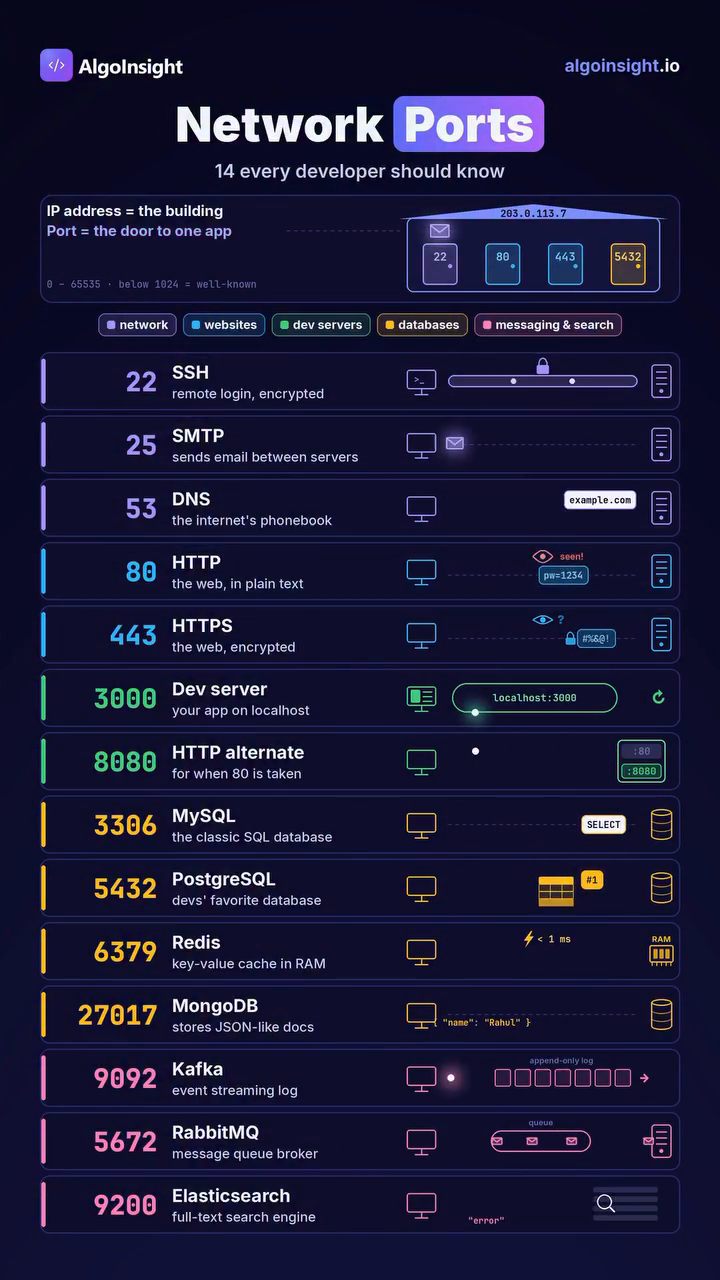 AlgoInsight
algoinsight.io
Network Ports
14 every developer should know
IP address = the building
Port = the door to one app
0 – 65535 · below 1024 = well-known
203.0.113.7
22 80 443 5432
network websites dev servers databases messaging & search
22 SSH
remote login, encrypted
>_
25 SMTP
sends email between servers
53 DNS
the internet's phonebook
example.com
80 HTTP
the web, in plain text
seen!
pw=1234
443 HTTPS
the web, encrypted
?
#%&@!
3000 Dev server
your app on localhost
localhost:3000
8080 HTTP alternate
for when 80 is taken
:80
:8080
3306 MySQL
the classic SQL database
SELECT
5432 PostgreSQL
devs' favorite database
#1
6379 Redis
key-value cache in RAM
< 1 ms
RAM
27017 MongoDB
stores JSON-like docs
{ "name": "Rahul" }
9092 Kafka
event streaming log
append-only log
5672 RabbitMQ
message queue broker
queue
9200 Elasticsearch
full-text search engine
"error"